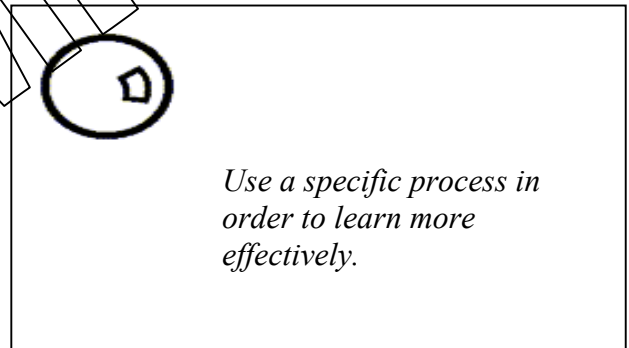 Use a specific process in
order to learn more
effectively.